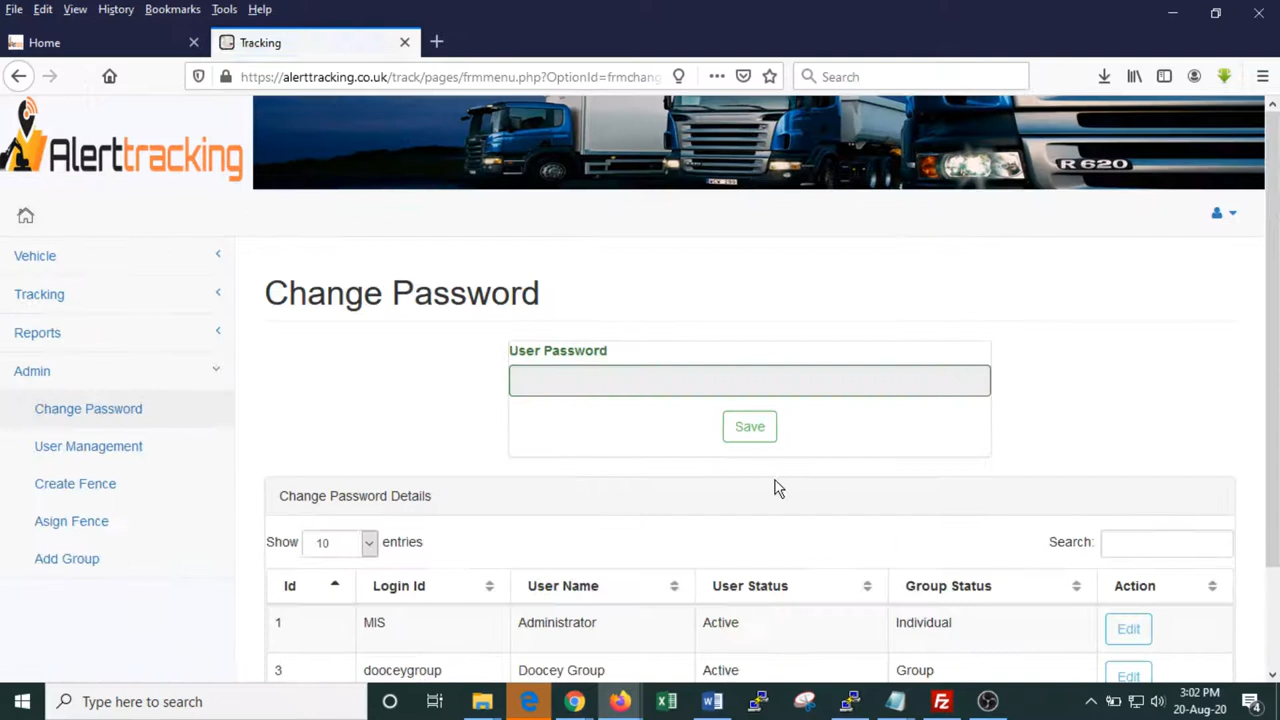 File Edit View History Bookmarks Tools Help
Home
Tracking
https://alerttracking.co.uk/track/pages/frmmenu.php?OptionId=frmchang
Search
Alerttracking
R 620
Vehicle
Tracking
Reports
Admin
Change Password
User Management
Create Fence
Asign Fence
Add Group
Change Password
User Password
Save
Change Password Details
Show 10 entries
Search:
Id Login Id User Name User Status Group Status Action
1 MIS Administrator Active Individual Edit
3 dooceygroup Doocey Group Active Group Edit
Type here to search
3:02 PM
20-Aug-20
4